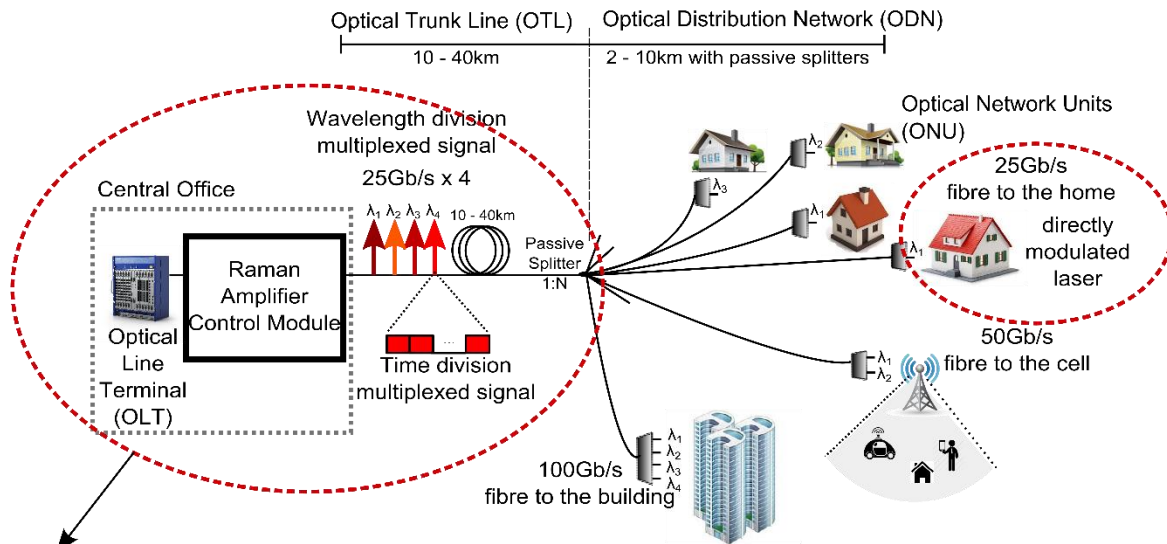 Optical Trunk Line (OTL)
Optical Distribution Network (ODN)
10 - 40km
2 - 10km with passive splitters
Wavelength division
multiplexed signal
25Gb/s x 4
λ1 λ2 λ3 λ4
10 - 40km
Central Office
Raman
Amplifier
Control Module
Optical
Line
Terminal
(OLT)
Time division
multiplexed signal
Passive
Splitter
1:N
Optical Network Units
(ONU)
λ2
λ3
λ1
λ1
25Gb/s
fibre to the home
directly
modulated
laser
50Gb/s
fibre to the cell
λ1
λ2
100Gb/s
fibre to the building
λ1
λ2
λ3
λ4